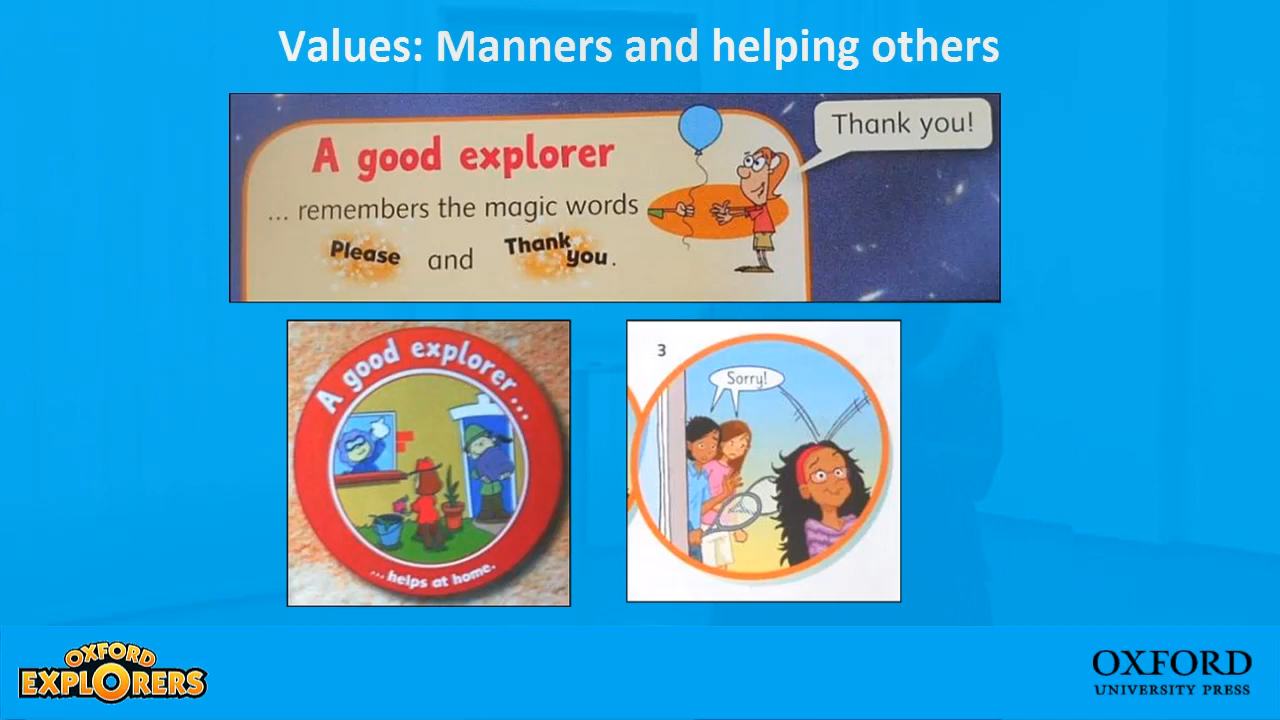 Values: Manners and helping others
Thank you!
A good explorer
... remembers the magic words
Please and Thank you.
A good explorer...
...helps at home.
3
Sorry!
OXFORD
EXPLORERS
OXFORD
UNIVERSITY PRESS